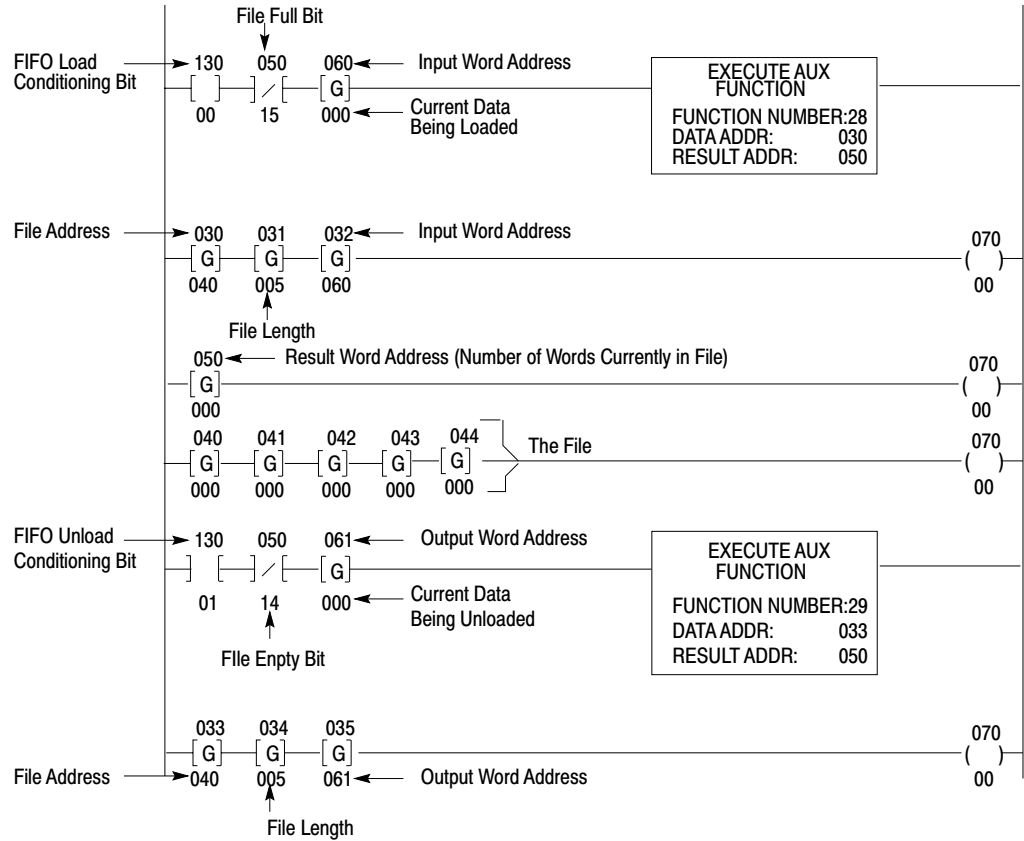 File Full Bit
FIFO Load
Conditioning Bit
130 050 060 Input Word Address
[ ] ]/[ [G]
00 15 000 Current Data
Being Loaded
EXECUTE AUX
FUNCTION
FUNCTION NUMBER:28
DATA ADDR: 030
RESULT ADDR: 050
File Address 030 031 032 Input Word Address
[G] [G] [G]
040 005 060
070
( )
00
File Length
050 Result Word Address (Number of Words Currently in File)
[G]
000
070
( )
00
040 041 042 043 044 The File
[G] [G] [G] [G] [G]
000 000 000 000 000
070
( )
00
FIFO Unload
Conditioning Bit
130 050 061 Output Word Address
] [ ]/[ [G]
01 14 000 Current Data
Being Unloaded
FIle Enpty Bit
EXECUTE AUX
FUNCTION
FUNCTION NUMBER:29
DATA ADDR: 033
RESULT ADDR: 050
033 034 035
[G] [G] [G]
070
( )
00
File Address 040 005 061 Output Word Address
File Length